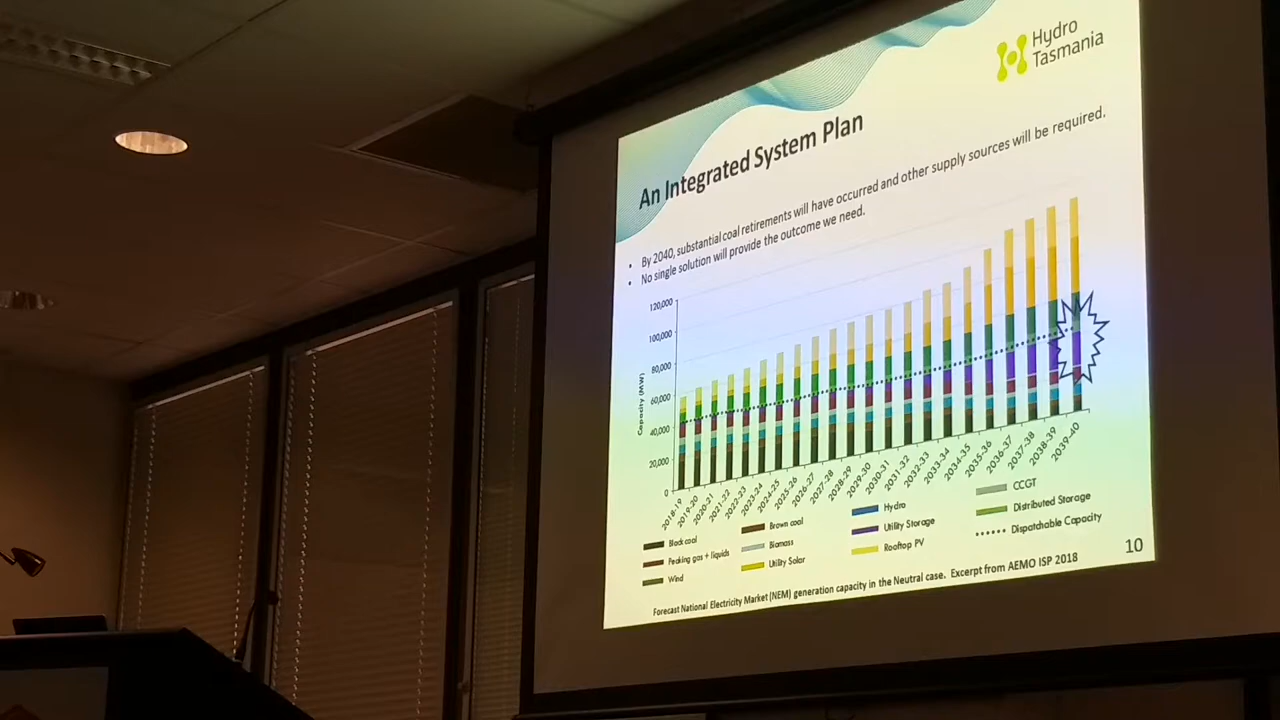 Hydro
Tasmania
An Integrated System Plan
• By 2040, substantial coal retirements will have occurred and other supply sources will be required.
• No single solution will provide the outcome we need.
120,000
100,000
80,000
60,000
40,000
20,000
0
Capacity (MW)
2018-19
2019-20
2020-21
2021-22
2022-23
2023-24
2024-25
2025-26
2026-27
2027-28
2028-29
2029-30
2030-31
2031-32
2032-33
2033-34
2034-35
2035-36
2036-37
2037-38
2038-39
2039-40
Black coal
Brown coal
Hydro
CCGT
Peaking gas + liquids
Biomass
Utility Storage
Distributed Storage
Wind
Utility Solar
Rooftop PV
Dispatchable Capacity
Forecast National Electricity Market (NEM) generation capacity in the Neutral case. Excerpt from AEMO ISP 2018
10